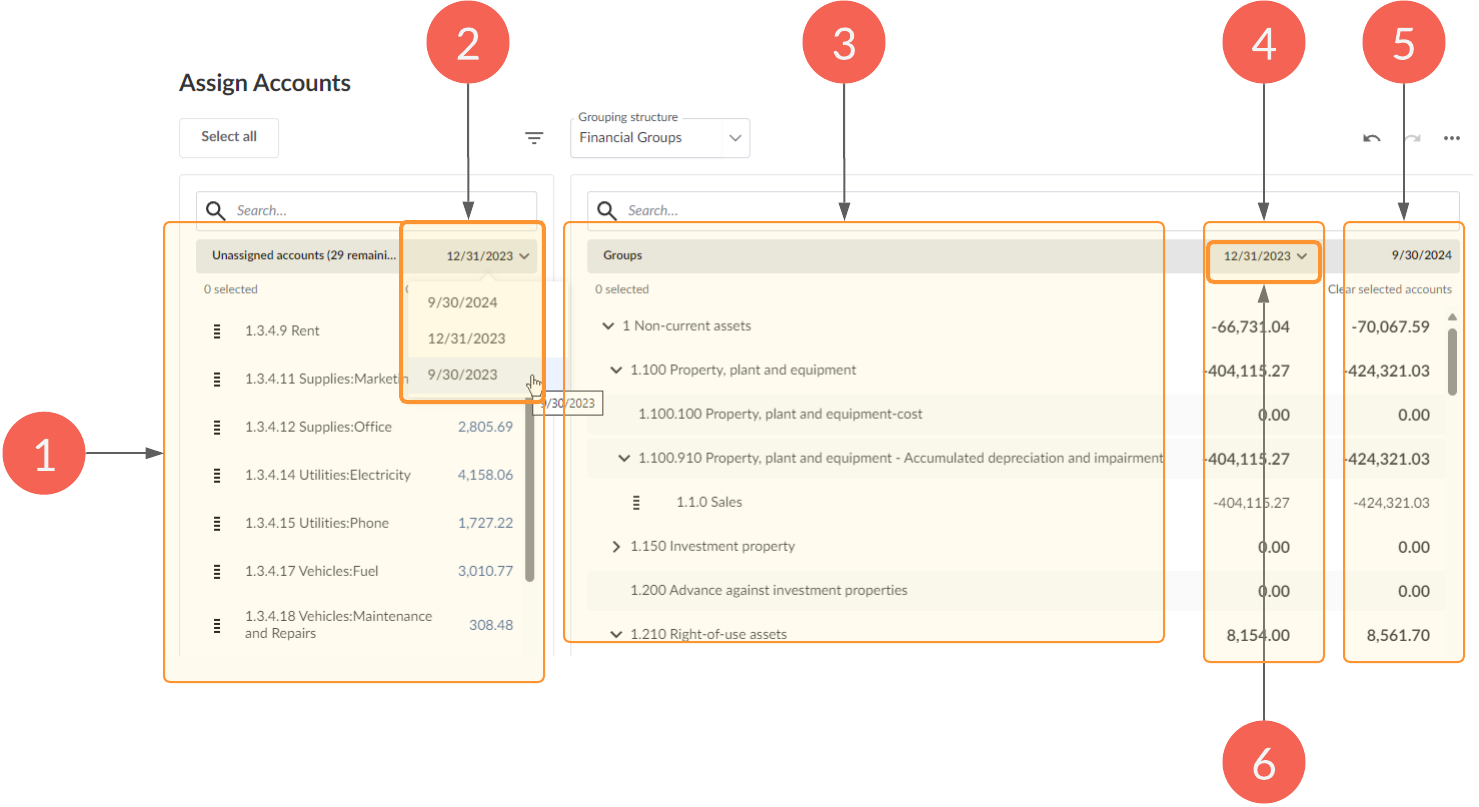 2
3
4
5
Assign Accounts
Select all
Grouping structure
Financial Groups
Search...
Search...
Unassigned accounts (29 remaini...
12/31/2023
Groups
12/31/2023
9/30/2024
0 selected
0 selected
Clear selected accounts
9/30/2024
12/31/2023
9/30/2023
9/30/2023
1.3.4.9 Rent
1.3.4.11 Supplies:Marketin
1
1.3.4.12 Supplies:Office
2,805.69
1.3.4.14 Utilities:Electricity
4,158.06
1.3.4.15 Utilities:Phone
1,727.22
1.3.4.17 Vehicles:Fuel
3,010.77
1.3.4.18 Vehicles:Maintenance
and Repairs
308.48
1 Non-current assets
-66,731.04
-70,067.59
1.100 Property, plant and equipment
-404,115.27
-424,321.03
1.100.100 Property, plant and equipment-cost
0.00
0.00
1.100.910 Property, plant and equipment - Accumulated depreciation and impairment
-404,115.27
-424,321.03
1.1.0 Sales
-404,115.27
-424,321.03
1.150 Investment property
0.00
0.00
1.200 Advance against investment properties
0.00
0.00
1.210 Right-of-use assets
8,154.00
8,561.70
6